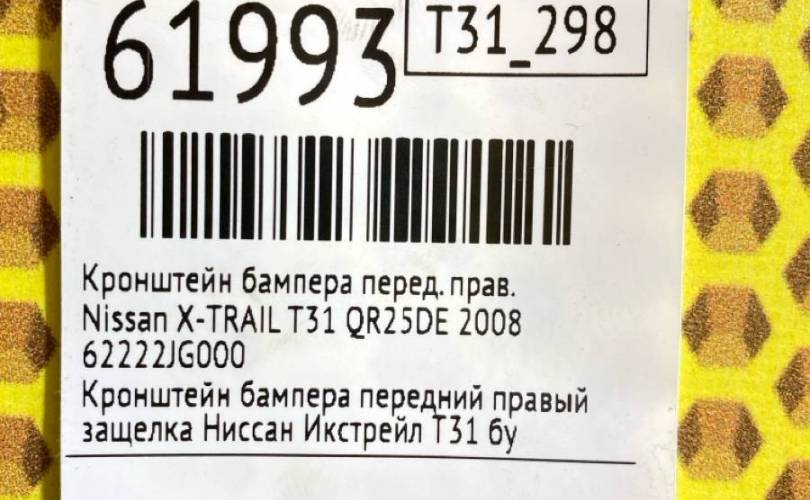 61993
T31_298
Кронштейн бампера перед. прав.
Nissan X-TRAIL T31 QR25DE 2008
62222JG000
Кронштейн бампера передний правый
защелка Ниссан Икстрейл Т31 бу